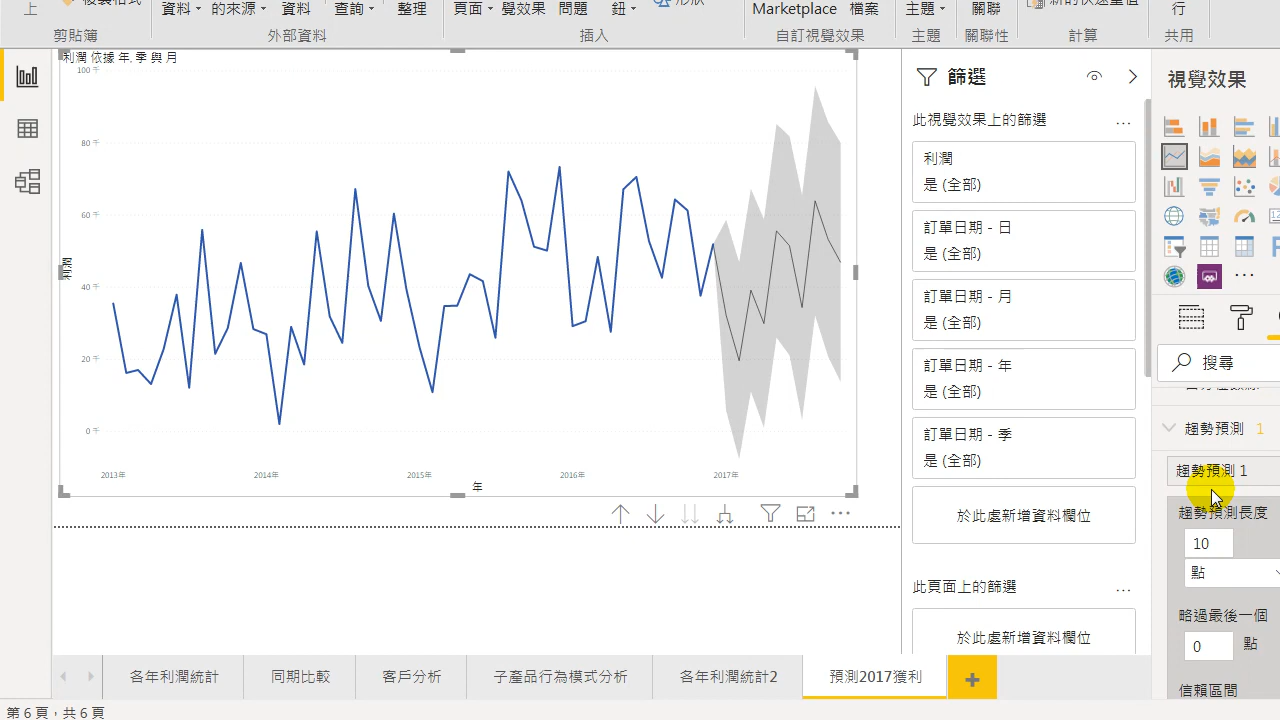 上 複製格式 資料 的來源 資料 查詢 整理 頁面 覺效果 問題 鈕 形狀 Marketplace 檔案 主題 關聯 新的快速量值 行
剪貼簿 外部資料 插入 自訂視覺效果 主題 關聯性 計算 共用
利潤 依據 年, 季 與 月
100 千
80 千
60 千
40 千
20 千
0 千
利潤
2013年 2014年 2015年 2016年 2017年
年
篩選
此視覺效果上的篩選 ...
利潤
是 (全部)
訂單日期 - 日
是 (全部)
訂單日期 - 月
是 (全部)
訂單日期 - 年
是 (全部)
訂單日期 - 季
是 (全部)
於此處新增資料欄位
此頁面上的篩選 ...
於此處新增資料欄位
視覺效果
搜尋
趨勢預測 1
趨勢預測 1
趨勢預測長度
10
點
略過最後一個
0 點
信賴區間
各年利潤統計 同期比較 客戶分析 子產品行為模式分析 各年利潤統計2 預測2017獲利
第 6 頁，共 6 頁